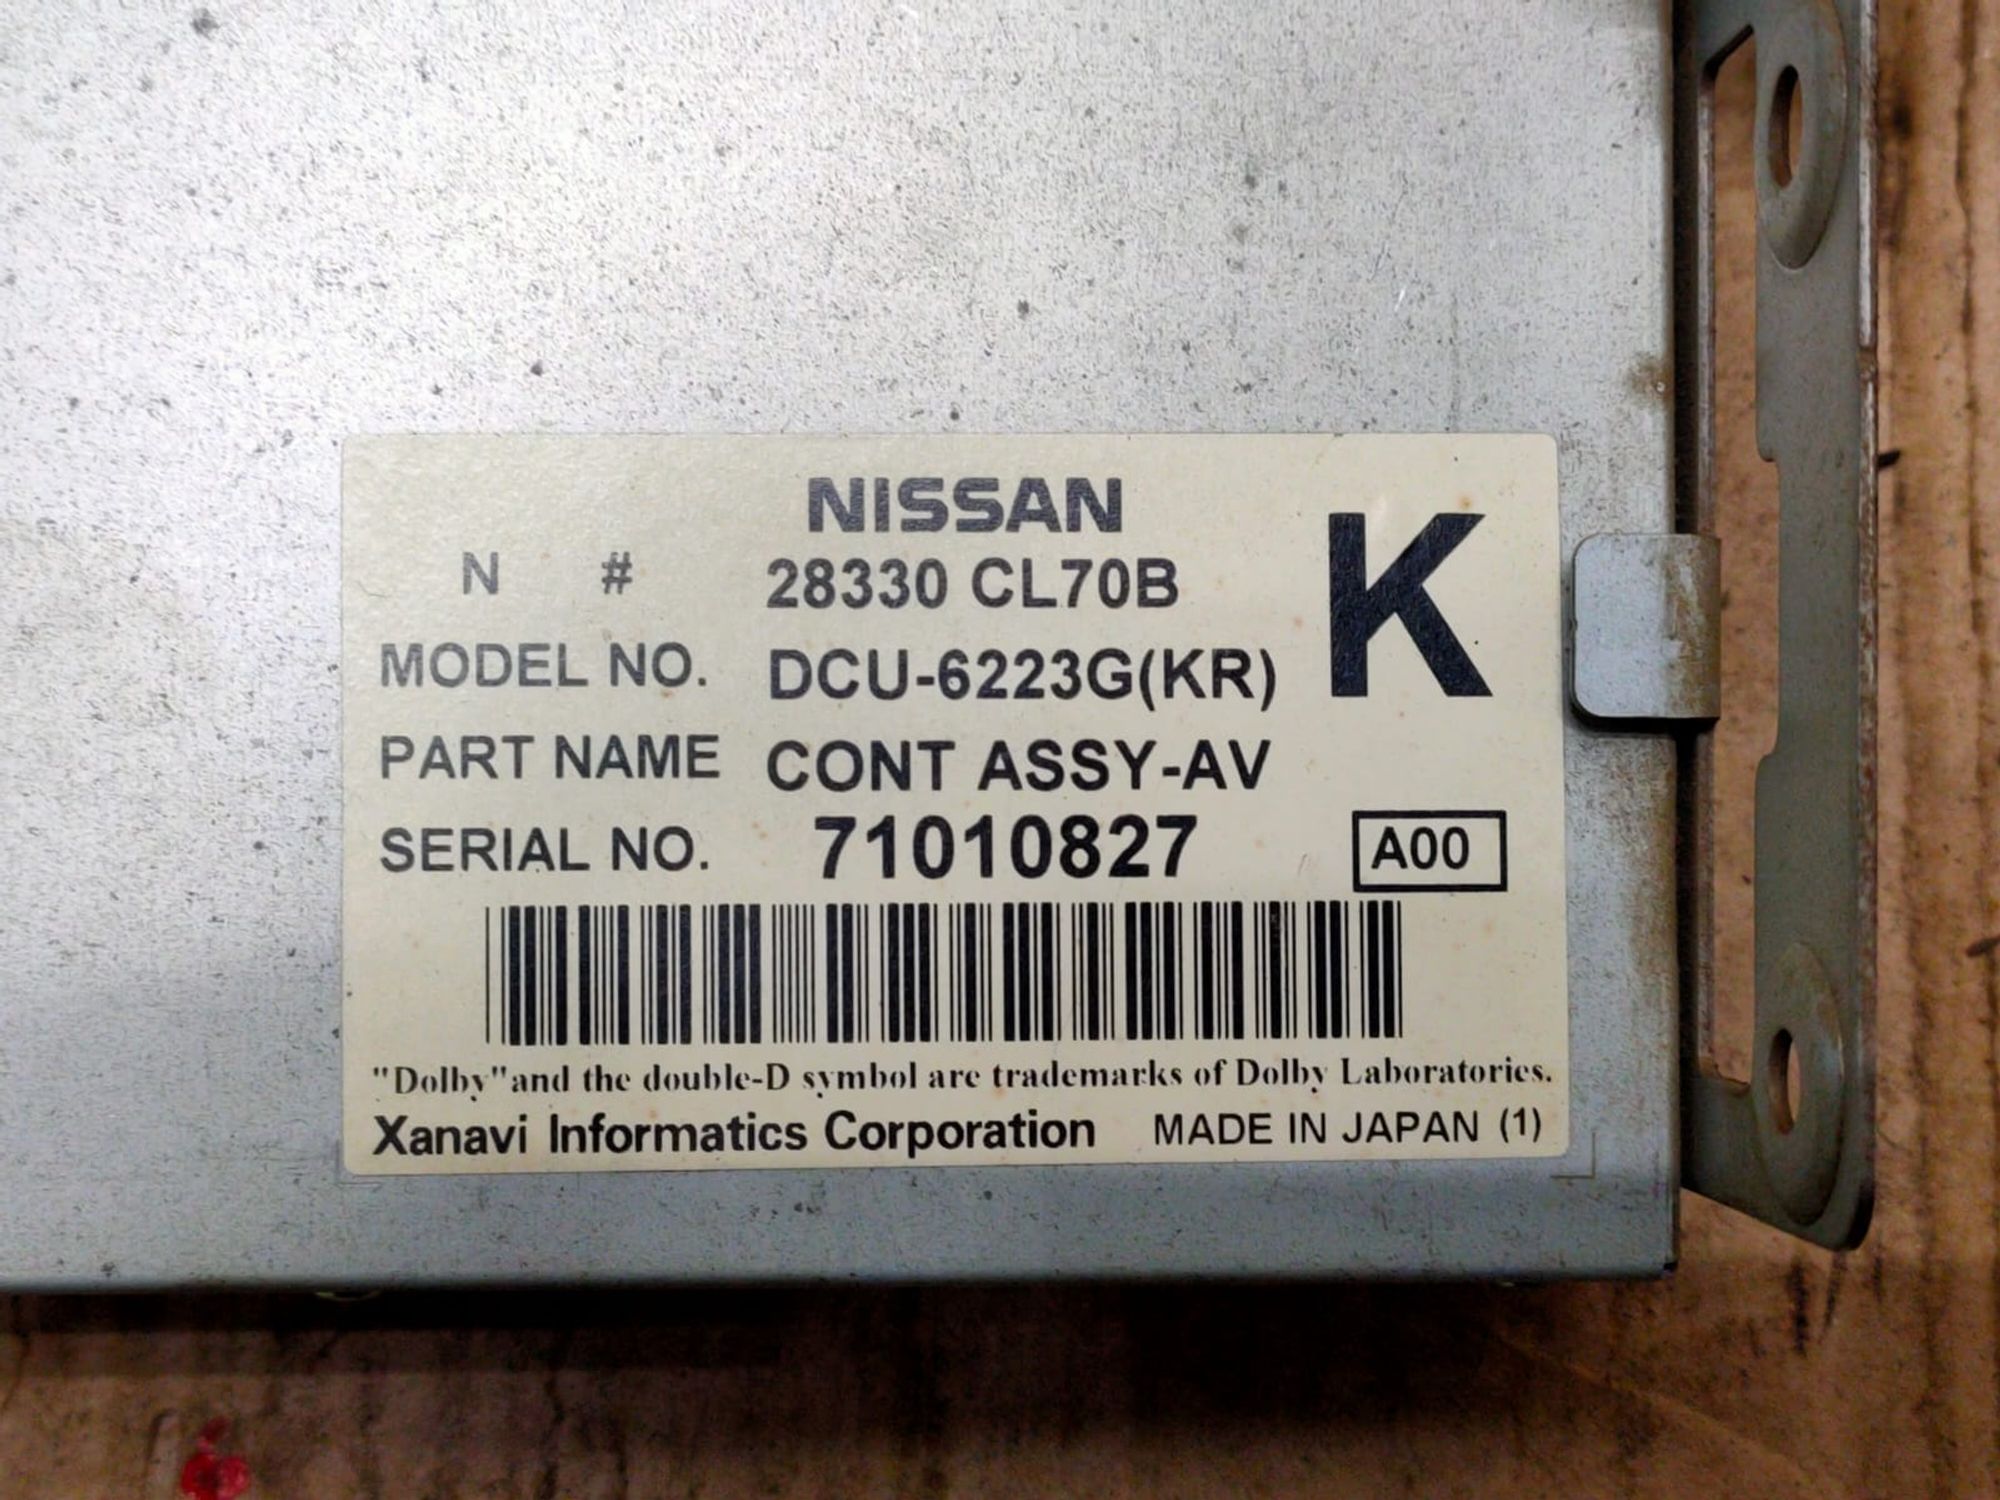 NISSAN
N # 28330 CL70B K
MODEL NO. DCU-6223G(KR)
PART NAME CONT ASSY-AV
SERIAL NO. 71010827 A00
"Dolby"and the double-D symbol are trademarks of Dolby Laboratories.
Xanavi Informatics Corporation MADE IN JAPAN (1)